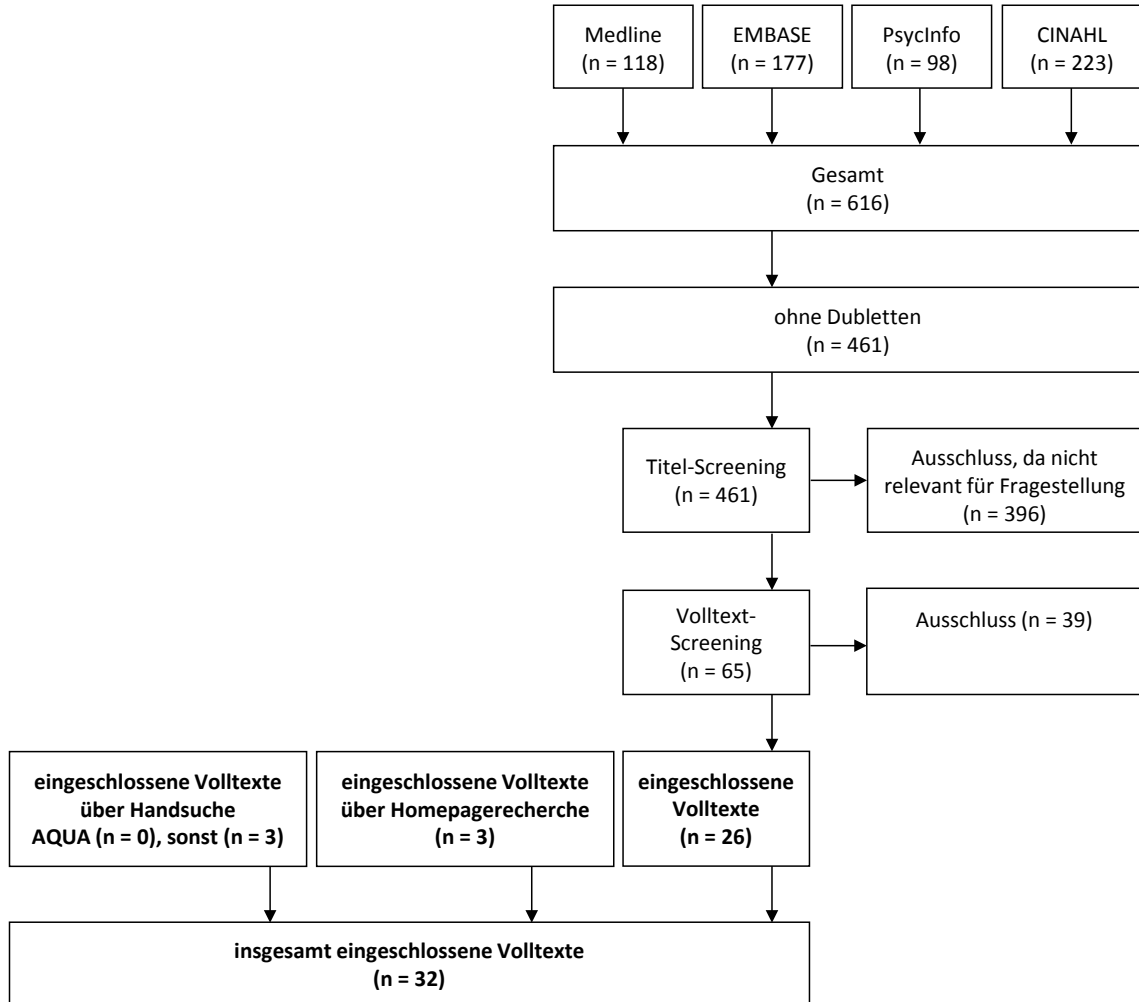 Medline
(n = 118)
EMBASE
(n = 177)
PsycInfo
(n = 98)
CINAHL
(n = 223)
Gesamt
(n = 616)
ohne Dubletten
(n = 461)
Titel-Screening
(n = 461)
Ausschluss, da nicht
relevant für Fragestellung
(n = 396)
Volltext-
Screening
(n = 65)
Ausschluss (n = 39)
eingeschlossene Volltexte
über Handsuche
AQUA (n = 0), sonst (n = 3)
eingeschlossene Volltexte
über Homepagerecherche
(n = 3)
eingeschlossene
Volltexte
(n = 26)
insgesamt eingeschlossene Volltexte
(n = 32)